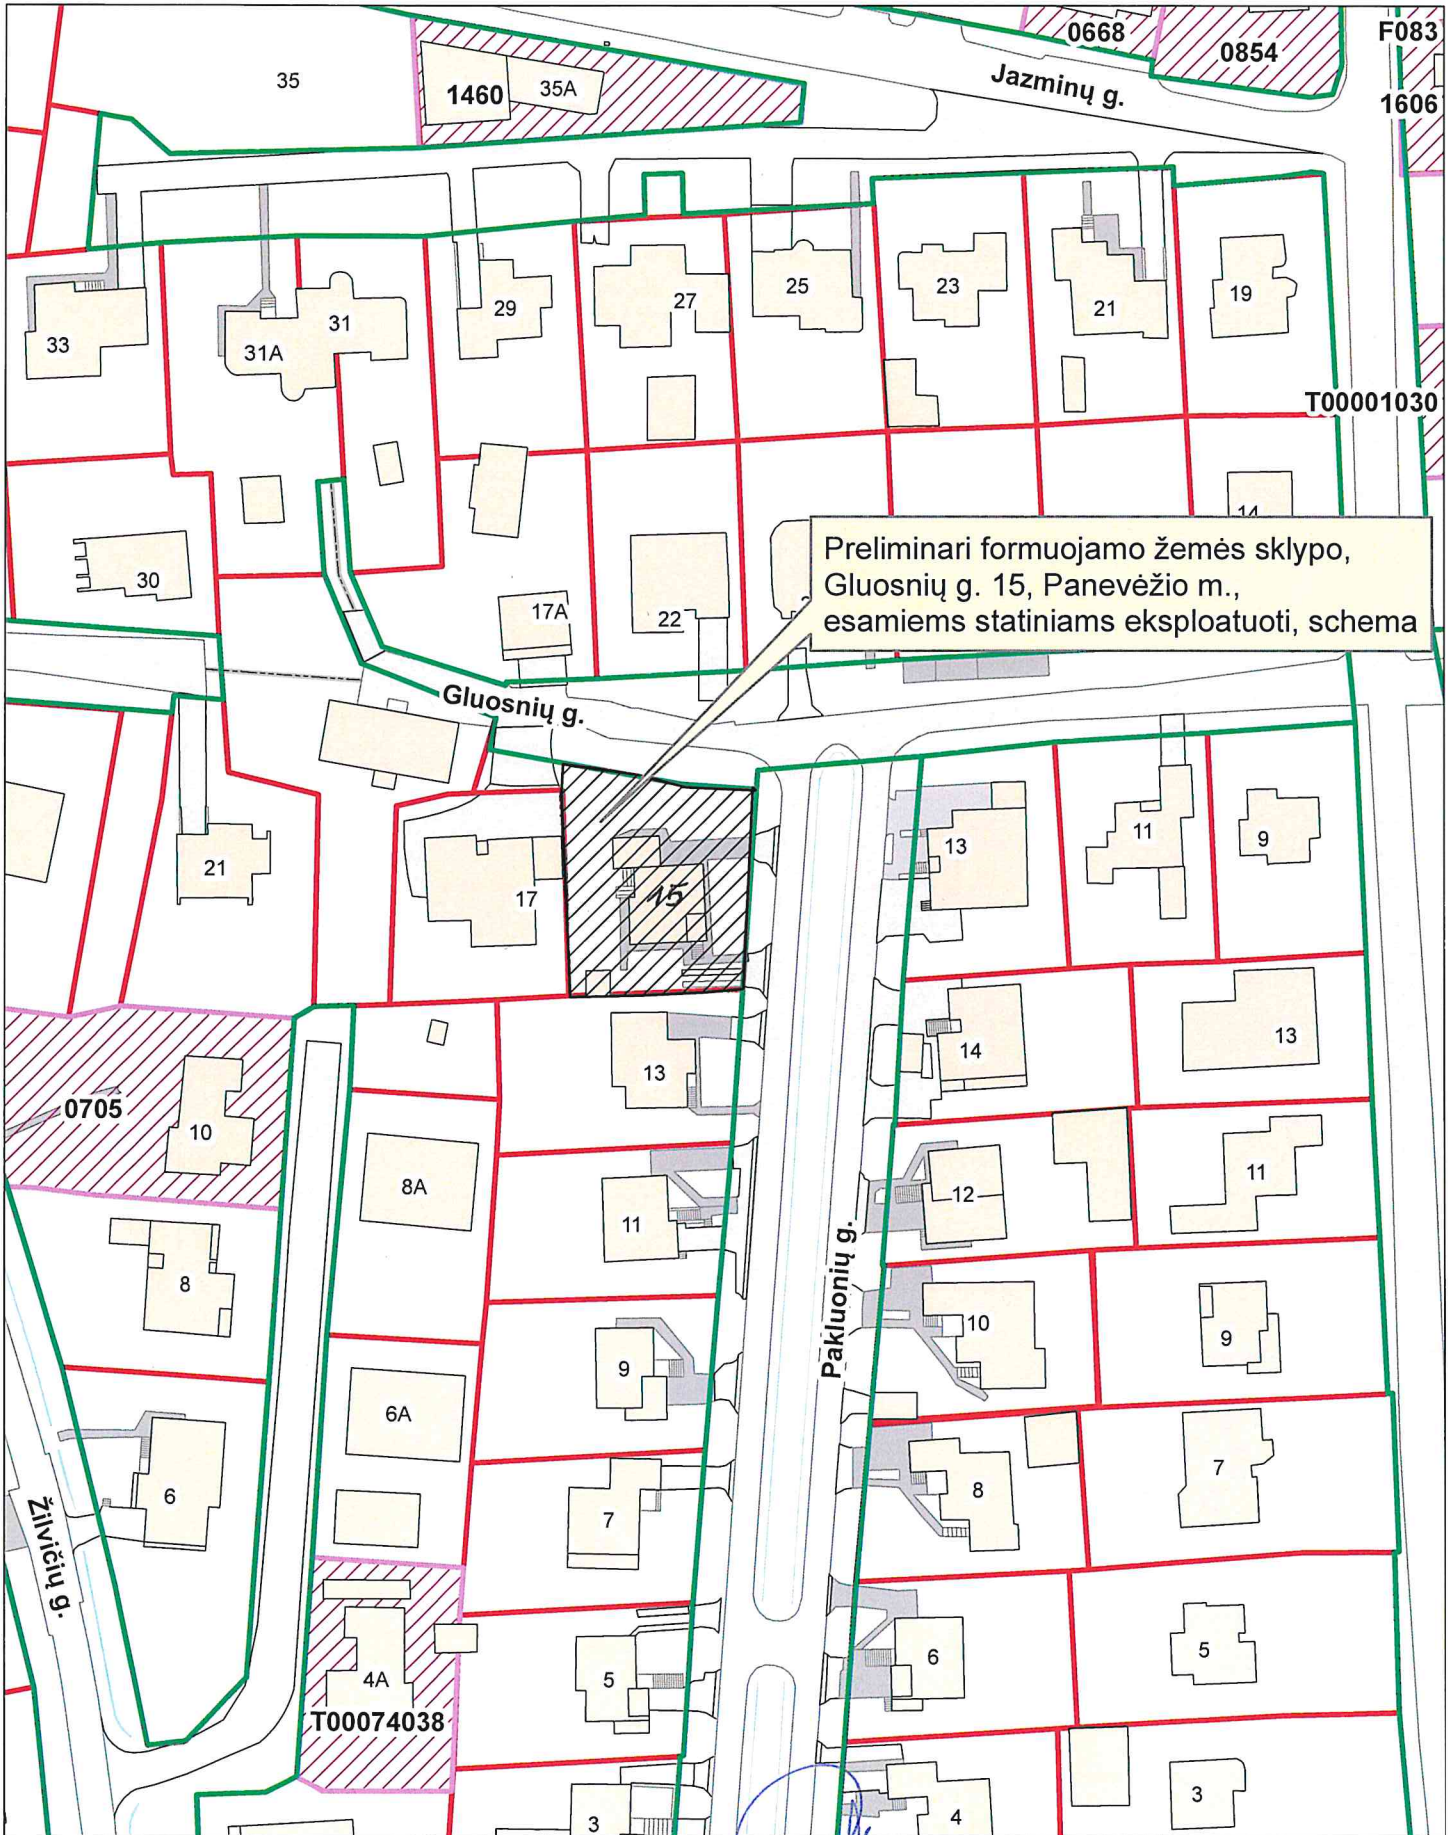 0668
F083
0854
35
Jazminų g.
1460
35A
1606
33
31A
31
29
27
25
23
21
19
T00001030
14
Preliminari formuojamo žemės sklypo,
Gluosnių g. 15, Panevėžio m.,
esamiems statiniams eksploatuoti, schema
30
17A
22
Gluosnių g.
21
17
15
13
11
9
13
14
13
0705
10
8A
11
12
11
8
9
10
9
Pakluonių g.
6A
6
7
8
7
Žilvičių g.
4A
T00074038
5
6
5
3
4
3